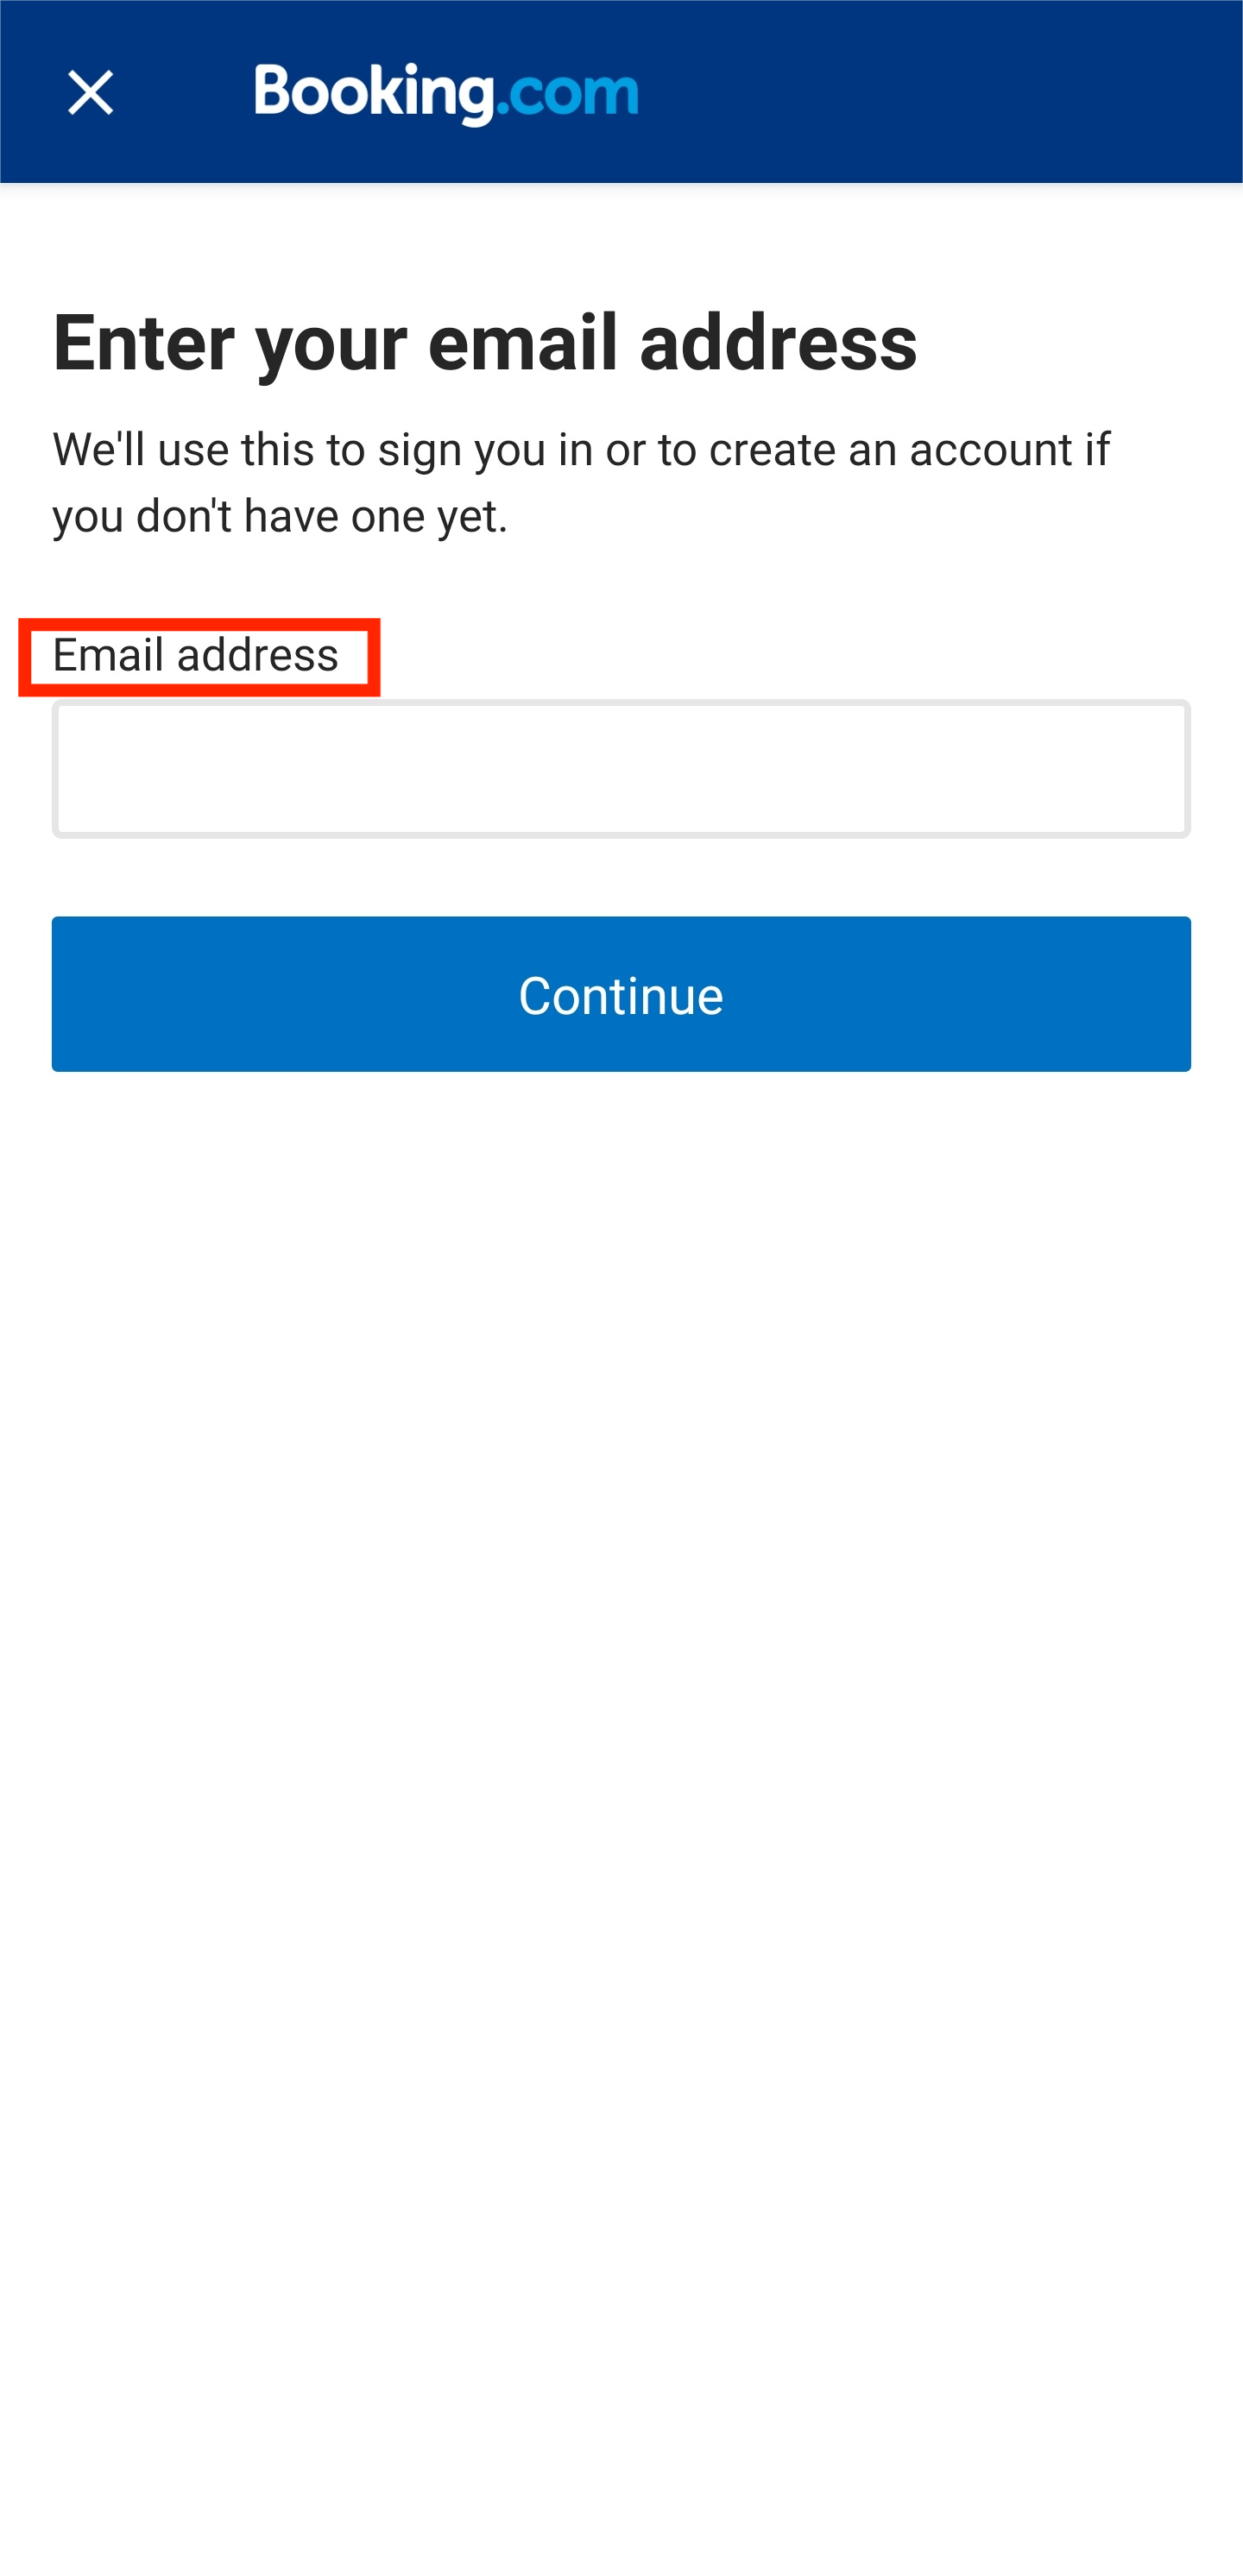 Booking.com
Enter your email address
We'll use this to sign you in or to create an account if
you don't have one yet.
Email address
Continue